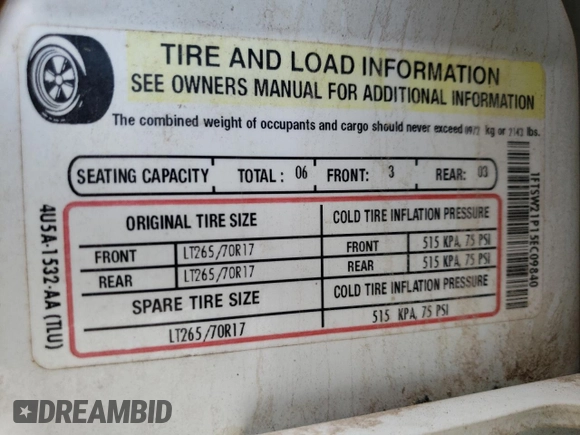 TIRE AND LOAD INFORMATION
SEE OWNERS MANUAL FOR ADDITIONAL INFORMATION
The combined weight of occupants and cargo should never exceed kg or lbs.
SEATING CAPACITY TOTAL: 06 FRONT: 3 REAR: 03
ORIGINAL TIRE SIZE COLD TIRE INFLATION PRESSURE
FRONT LT265/70R17 FRONT 515 KPA, 75 PSI
REAR LT265/70R17 REAR 515 KPA, 75 PSI
SPARE TIRE SIZE COLD TIRE INFLATION PRESSURE
LT265/70R17 515 KPA, 75 PSI
4U5A-1532-AA (TLU)
1FTSW21P15EC09840
DREAMBID